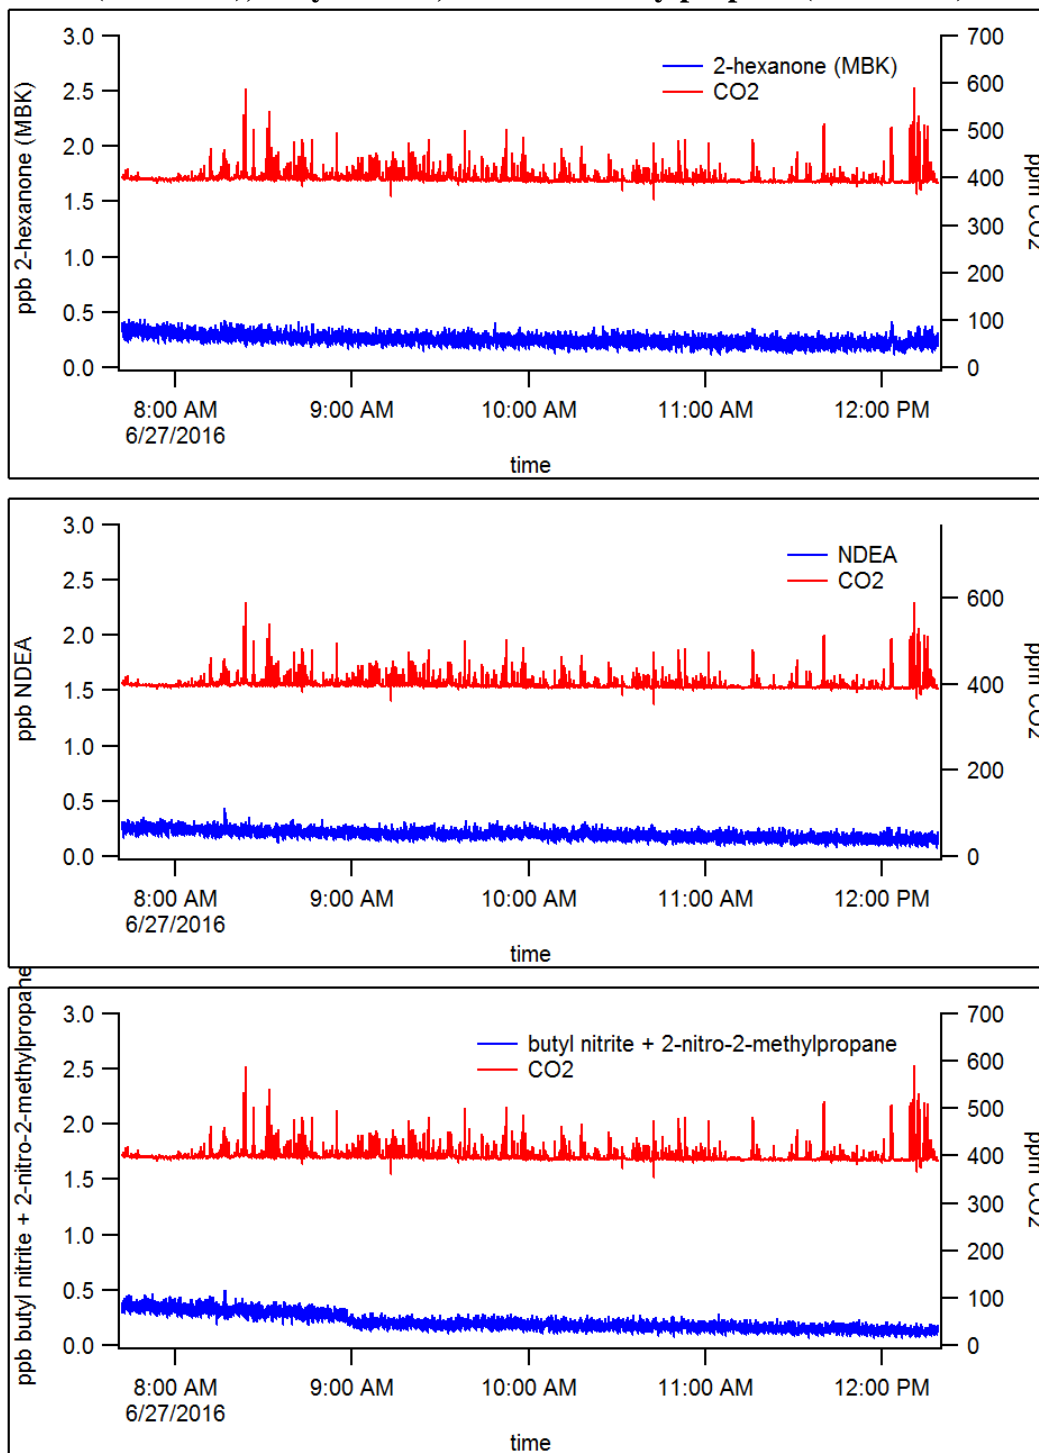 3.0
2.5
2.0
1.5
1.0
0.5
0.0
ppb 2-hexanone (MBK)
2-hexanone (MBK)
CO2
700
600
500
400
300
200
100
0
ppm CO2
8:00 AM
6/27/2016
9:00 AM
10:00 AM
11:00 AM
12:00 PM
time
3.0
2.5
2.0
1.5
1.0
0.5
0.0
ppb NDEA
NDEA
CO2
600
400
200
0
ppm CO2
8:00 AM
6/27/2016
9:00 AM
10:00 AM
11:00 AM
12:00 PM
time
3.0
2.5
2.0
1.5
1.0
0.5
0.0
ppb butyl nitrite + 2-nitro-2-methylpropane
butyl nitrite + 2-nitro-2-methylpropane
CO2
700
600
500
400
300
200
100
0
ppm CO2
8:00 AM
6/27/2016
9:00 AM
10:00 AM
11:00 AM
12:00 PM
time